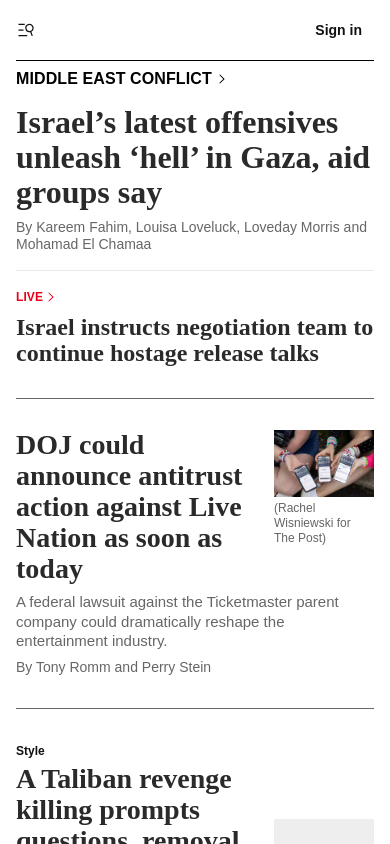 Sign in
MIDDLE EAST CONFLICT
Israel’s latest offensives
unleash ‘hell’ in Gaza, aid
groups say
By Kareem Fahim, Louisa Loveluck, Loveday Morris and
Mohamad El Chamaa
LIVE
Israel instructs negotiation team to
continue hostage release talks
DOJ could
announce antitrust
action against Live
Nation as soon as
today
(Rachel
Wisniewski for
The Post)
A federal lawsuit against the Ticketmaster parent
company could dramatically reshape the
entertainment industry.
By Tony Romm and Perry Stein
Style
A Taliban revenge
killing prompts
questions, removal